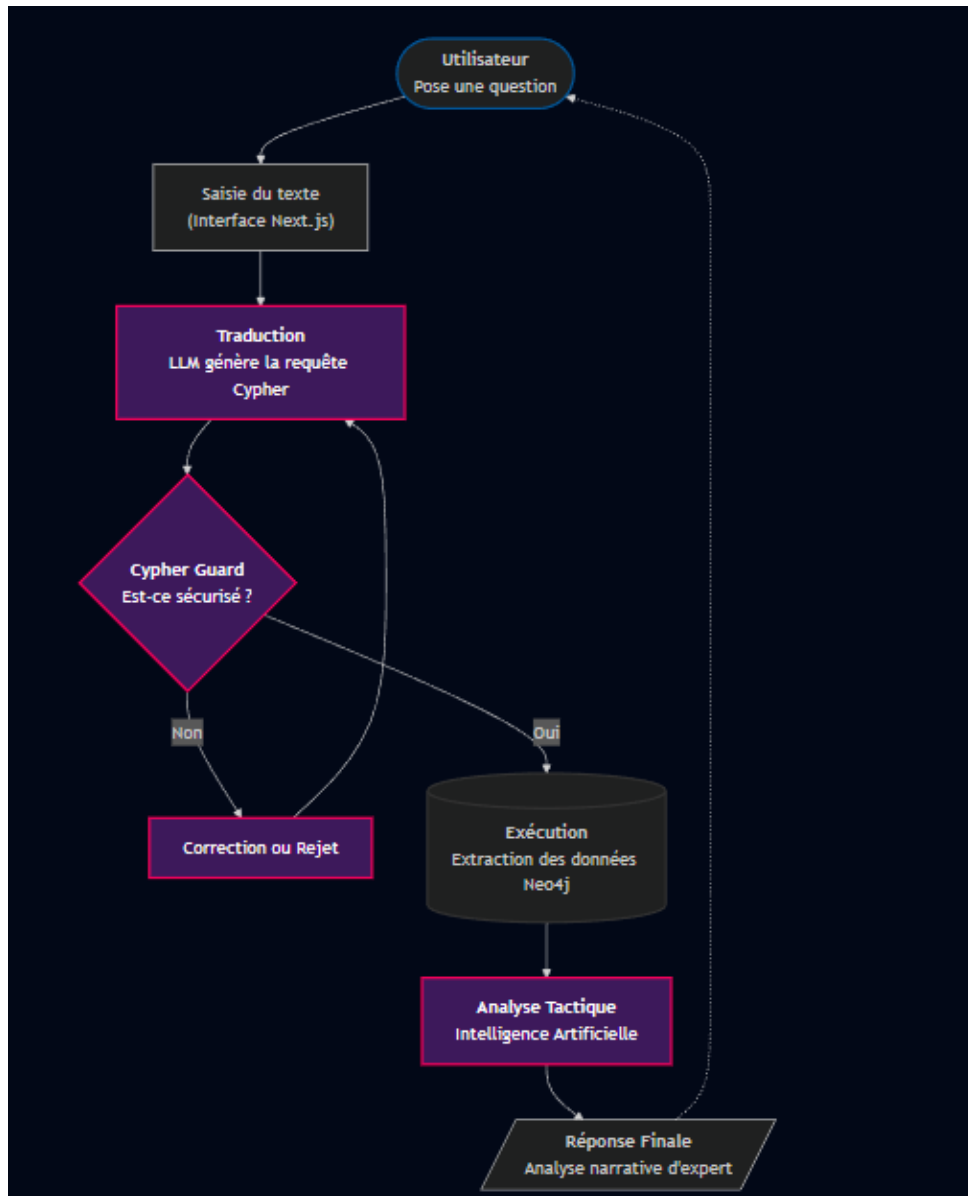 Utilisateur
Pose une question
Saisie du texte
(Interface Next.js)
Traduction
LLM génère la requête
Cypher
Cypher Guard
Est-ce sécurisé ?
Non
Oui
Correction ou Rejet
Exécution
Extraction des données
Neo4j
Analyse Tactique
Intelligence Artificielle
Réponse Finale
Analyse narrative d'expert